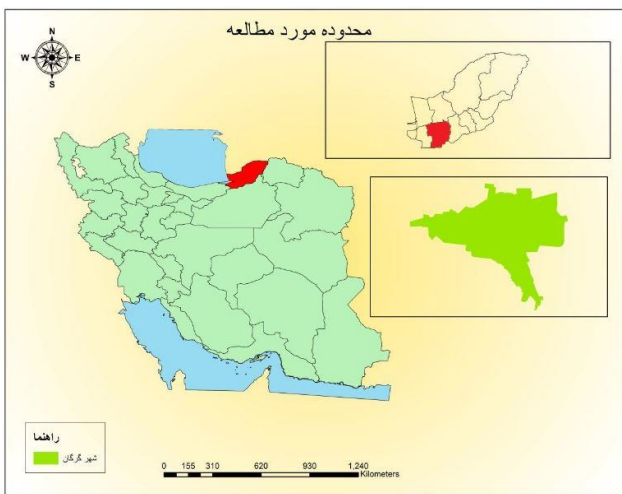 محدوده مورد مطالعه
N
W E
S
راهنما
شهر گرگان
0 155 310 620 930 1,240
Kilometers